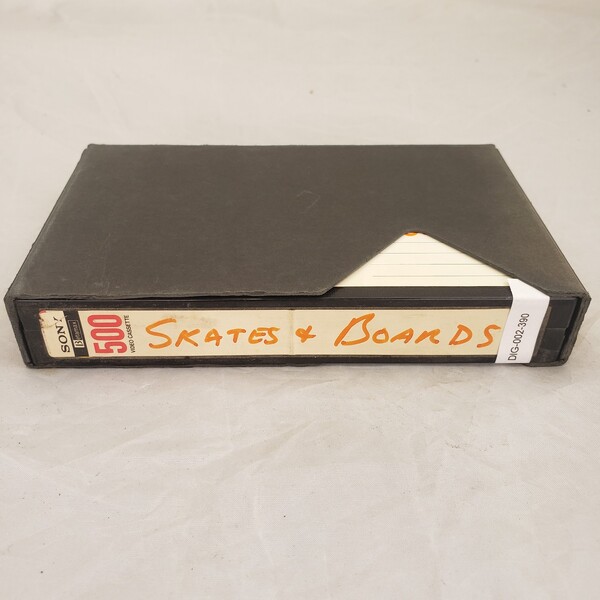 SONY
500
VIDEO CASSETTE
SKATES & BOARDS
DIG-002-390